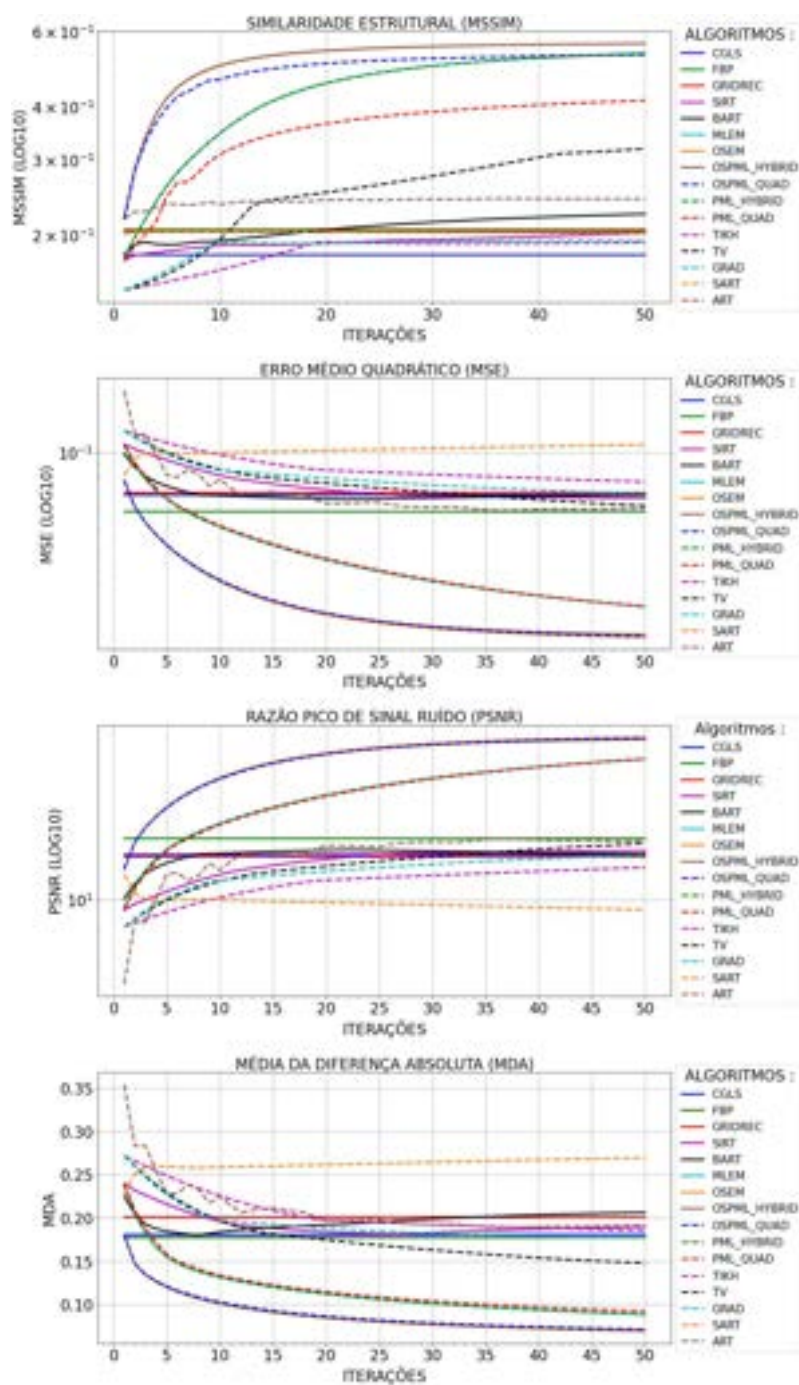 SIMILARIDADE ESTRUTURAL (MSSIM)
6 × 10⁻¹
4 × 10⁻¹
3 × 10⁻¹
2 × 10⁻¹
MSSIM (LOG10)
0 10 20 30 40 50
ITERAÇÕES
ALGORITMOS :
CGLS
FBP
GRIDREC
SIRT
BART
MLEM
OSEM
OSPML_HYBRID
OSPML_QUAD
PML_HYBRID
PML_QUAD
TIKH
TV
GRAD
SART
ART
ERRO MÉDIO QUADRÁTICO (MSE)
10⁻¹
MSE (LOG10)
0 5 10 15 20 25 30 35 40 45 50
ITERAÇÕES
ALGORITMOS :
CGLS
FBP
GRIDREC
SIRT
BART
MLEM
OSEM
OSPML_HYBRID
OSPML_QUAD
PML_HYBRID
PML_QUAD
TIKH
TV
GRAD
SART
ART
RAZÃO PICO DE SINAL RUÍDO (PSNR)
10¹
PSNR (LOG10)
0 5 10 15 20 25 30 35 40 45 50
ITERAÇÕES
Algoritmos :
CGLS
FBP
GRIDREC
SIRT
BART
MLEM
OSEM
OSPML_HYBRID
OSPML_QUAD
PML_HYBRID
PML_QUAD
TIKH
TV
GRAD
SART
ART
MÉDIA DA DIFERENÇA ABSOLUTA (MDA)
0.35
0.30
0.25
0.20
0.15
0.10
MDA
0 5 10 15 20 25 30 35 40 45 50
ITERAÇÕES
ALGORITMOS :
CGLS
FBP
GRIDREC
SIRT
BART
MLEM
OSEM
OSPML_HYBRID
OSPML_QUAD
PML_HYBRID
PML_QUAD
TIKH
TV
GRAD
SART
ART